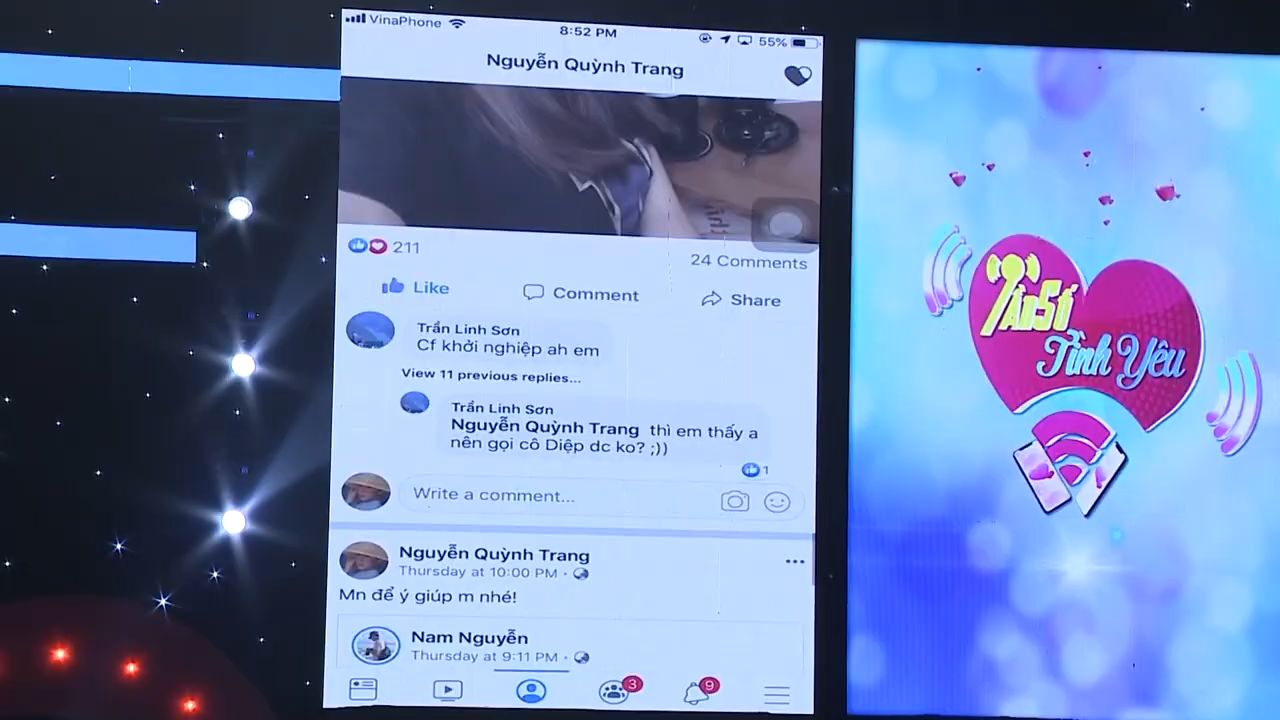 VinaPhone
8:52 PM
55%
Nguyễn Quỳnh Trang
211
24 Comments
Like
Comment
Share
Trần Linh Sơn
Cf khởi nghiệp ah em
View 11 previous replies...
Trần Linh Sơn
Nguyễn Quỳnh Trang thì em thấy a
nên gọi cô Diệp dc ko? ;))
1
Write a comment...
Nguyễn Quỳnh Trang
Thursday at 10:00 PM ·
Mn để ý giúp m nhé!
Nam Nguyễn
Thursday at 9:11 PM ·
3
9
Tần Số
Tình Yêu